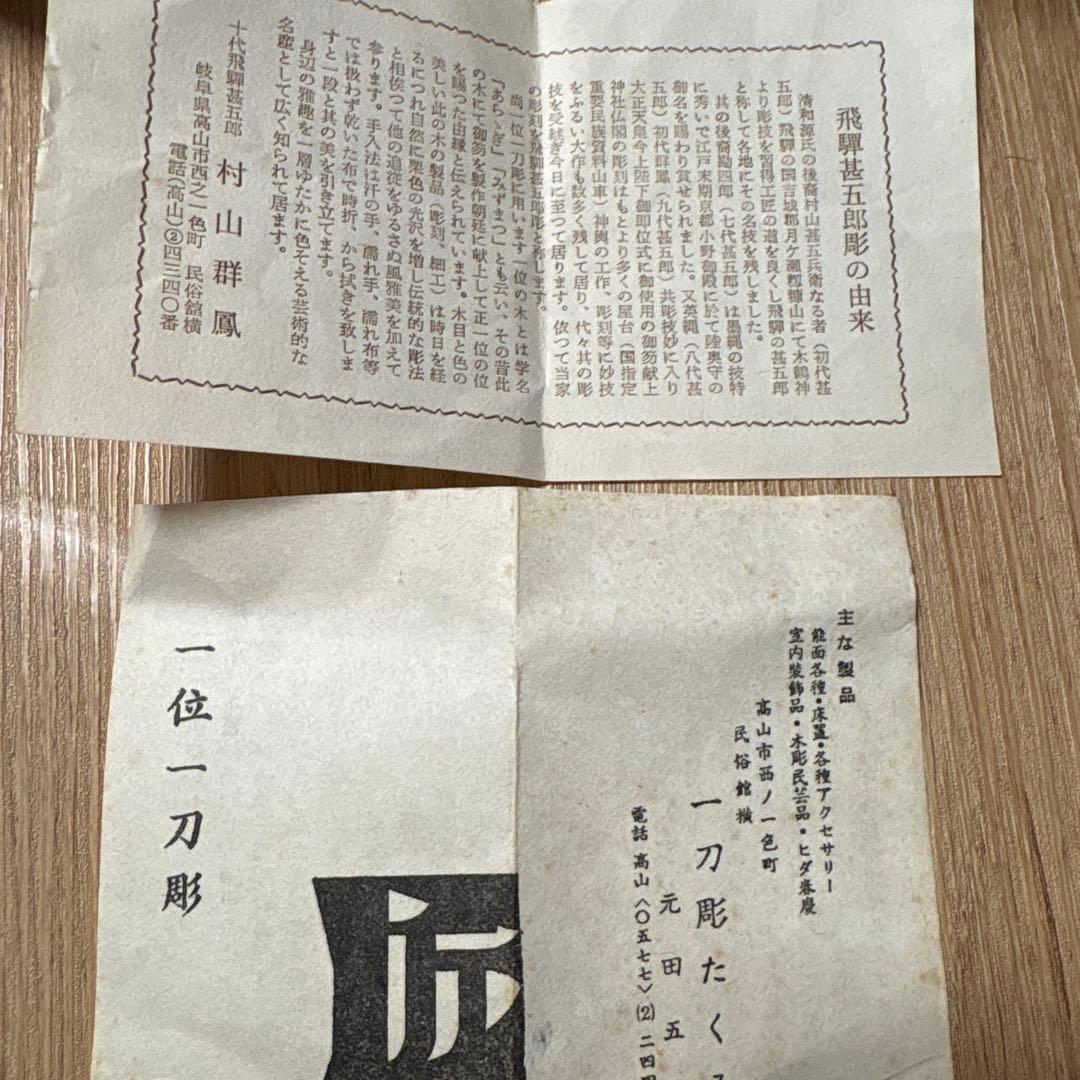 飛驒甚五郎彫の由来
清和源氏の後裔村山甚五兵衛なる者（初代甚
五郎）飛驒の国吉城郡月ケ瀬粉糠山にて木鶴神
より彫技を習得工匠の道を良くし飛驒の甚五郎
と称して各地にその名技を残しました。
其の後裔勘四郎（七代甚五郎）は墨縄の技特
に秀いで江戸末期京都小野御殿に於て陸奥守の
御名を賜わり賞せられました。又英縄（八代甚
五郎）初代群鳳（九代甚五郎）共彫技妙に入り
大正天皇今上陛下御即位式に御使用の御笏献上
神社仏閣の彫刻はもとより多くの屋台（国指定
重要民族資料山車）神輿の工作、彫刻等に妙技
をふるい大作も数多く残して居り、代々其の彫
技を受継ぎ今日に至つて居ります。依つて当家
の彫刻を飛驒甚五郎彫と称します。
尚一位一刀彫に用います一位の木とは学名
「あらゝぎ」「みずまつ」とも云い、その昔此
の木にて御笏を製作朝廷に献上して正一位の位
を賜つた由縁と伝えられています。木目と色の
美しい此の木の製品（彫刻、細工）は時日を経
るにつれ自然に栗色の光沢を増し伝統的な彫法
と相俟つて他の追従をゆるさぬ風雅美を加えて
参ります。手入法は汗の手、濡れ手、濡れ布等
では扱わず乾いた布で時折、から拭きを致しま
すと一段と其の美を引き立てます。
身辺の雅趣を一層ゆたかに色そえる芸術的な
名産として広く知られて居ります。
岐阜県高山市西之一色町 民俗舘横
電話（高山）②四三四〇番
十代飛驒甚五郎 村山群鳳
主な製品
能面各種・床置・各種アクセサリー
室内装飾品・木彫民芸品・ヒダ春慶
高山市西ノ一色町
民俗館横
一刀彫たく
元田五
電話 高山〈〇五七七〉(2)二四
匠
一位一刀彫